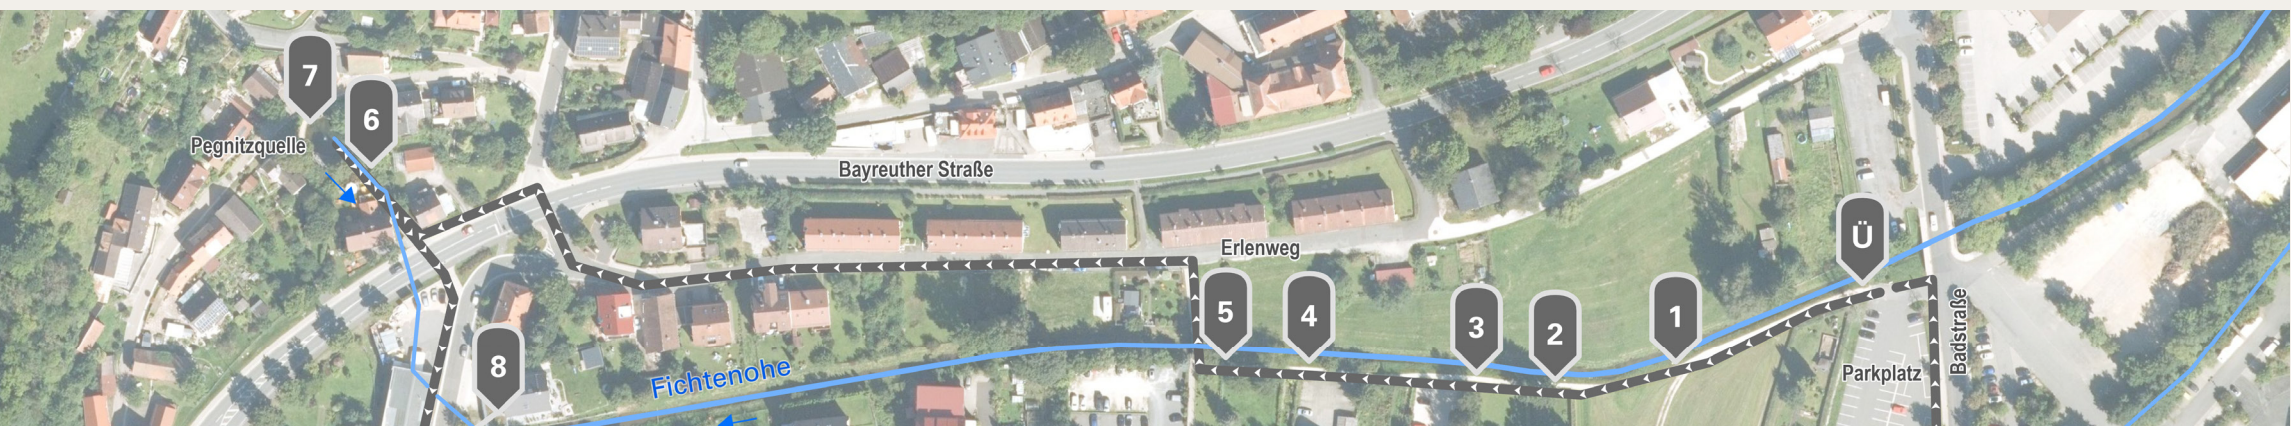 7
6
Pegnitzquelle
Bayreuther Straße
Erlenweg
Ü
5
4
3
2
1
8
Fichtenohe
Parkplatz
Badstraße